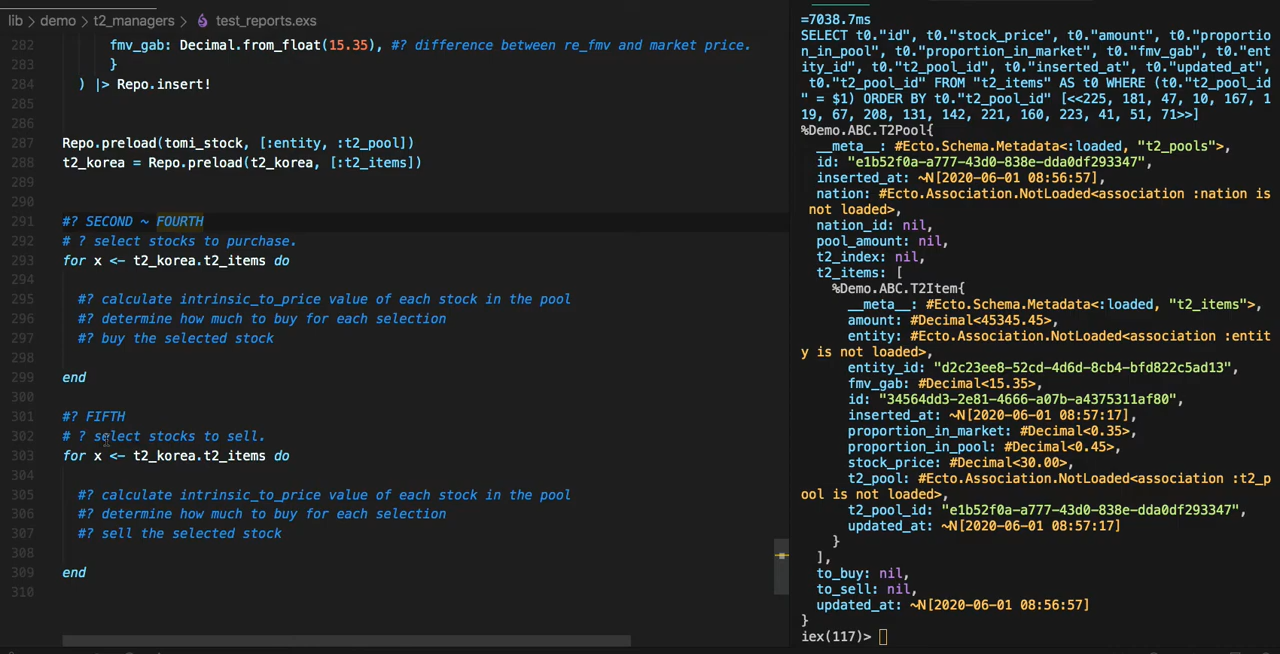 lib > demo > t2_managers > test_reports.exs
282 fmv_gab: Decimal.from_float(15.35), #? difference between re_fmv and market price.
283 }
284 ) |> Repo.insert!
285
286
287 Repo.preload(tomi_stock, [:entity, :t2_pool])
288 t2_korea = Repo.preload(t2_korea, [:t2_items])
289
290
291 #? SECOND ~ FOURTH
292 # ? select stocks to purchase.
293 for x <- t2_korea.t2_items do
294
295 #? calculate intrinsic_to_price value of each stock in the pool
296 #? determine how much to buy for each selection
297 #? buy the selected stock
298
299 end
300
301 #? FIFTH
302 # ? select stocks to sell.
303 for x <- t2_korea.t2_items do
304
305 #? calculate intrinsic_to_price value of each stock in the pool
306 #? determine how much to buy for each selection
307 #? sell the selected stock
308
309 end
310
=7038.7ms
SELECT t0."id", t0."stock_price", t0."amount", t0."proportio
n_in_pool", t0."proportion_in_market", t0."fmv_gab", t0."ent
ity_id", t0."t2_pool_id", t0."inserted_at", t0."updated_at",
t0."t2_pool_id" FROM "t2_items" AS t0 WHERE (t0."t2_pool_id
" = $1) ORDER BY t0."t2_pool_id" [<<225, 181, 47, 10, 167, 1
19, 67, 208, 131, 142, 221, 160, 223, 41, 51, 71>>]
%Demo.ABC.T2Pool{
__meta__: #Ecto.Schema.Metadata<:loaded, "t2_pools">,
id: "e1b52f0a-a777-43d0-838e-dda0df293347",
inserted_at: ~N[2020-06-01 08:56:57],
nation: #Ecto.Association.NotLoaded<association :nation is
not loaded>,
nation_id: nil,
pool_amount: nil,
t2_index: nil,
t2_items: [
%Demo.ABC.T2Item{
__meta__: #Ecto.Schema.Metadata<:loaded, "t2_items">,
amount: #Decimal<45345.45>,
entity: #Ecto.Association.NotLoaded<association :entit
y is not loaded>,
entity_id: "d2c23ee8-52cd-4d6d-8cb4-bfd822c5ad13",
fmv_gab: #Decimal<15.35>,
id: "34564dd3-2e81-4666-a07b-a4375311af80",
inserted_at: ~N[2020-06-01 08:57:17],
proportion_in_market: #Decimal<0.35>,
proportion_in_pool: #Decimal<0.45>,
stock_price: #Decimal<30.00>,
t2_pool: #Ecto.Association.NotLoaded<association :t2_p
ool is not loaded>,
t2_pool_id: "e1b52f0a-a777-43d0-838e-dda0df293347",
updated_at: ~N[2020-06-01 08:57:17]
}
],
to_buy: nil,
to_sell: nil,
updated_at: ~N[2020-06-01 08:56:57]
}
iex(117)>